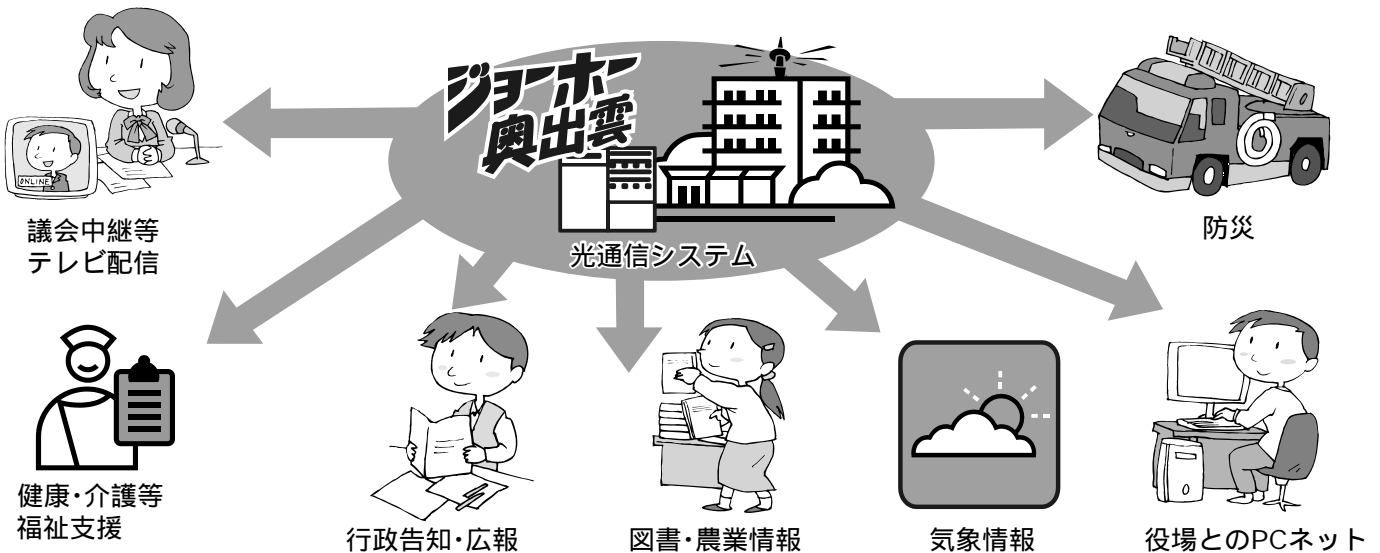 ジョーホー
奥出雲
光通信システム
ONLINE
議会中継等
テレビ配信
防災
健康・介護等
福祉支援
行政告知・広報
図書・農業情報
気象情報
役場とのPCネット